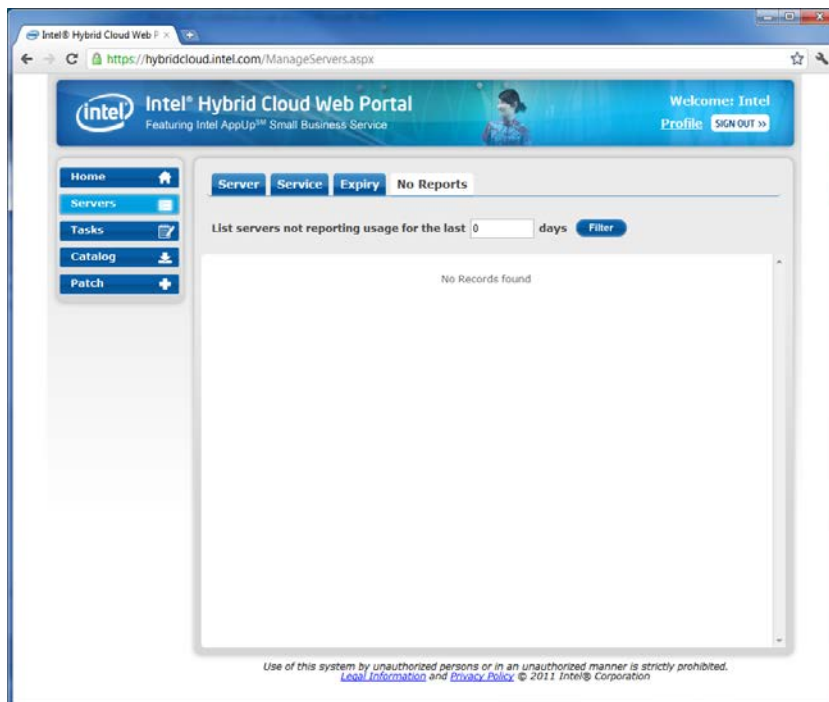 Intel® Hybrid Cloud Web P
https://hybridcloud.intel.com/ManageServers.aspx
intel
Intel® Hybrid Cloud Web Portal
Featuring Intel AppUp℠ Small Business Service
Welcome: Intel
Profile SIGN OUT >>
Home
Servers
Tasks
Catalog
Patch
Server Service Expiry No Reports
List servers not reporting usage for the last 0 days Filter
No Records found
Use of this system by unauthorized persons or in an unauthorized manner is strictly prohibited.
Legal Information and Privacy Policy © 2011 Intel® Corporation